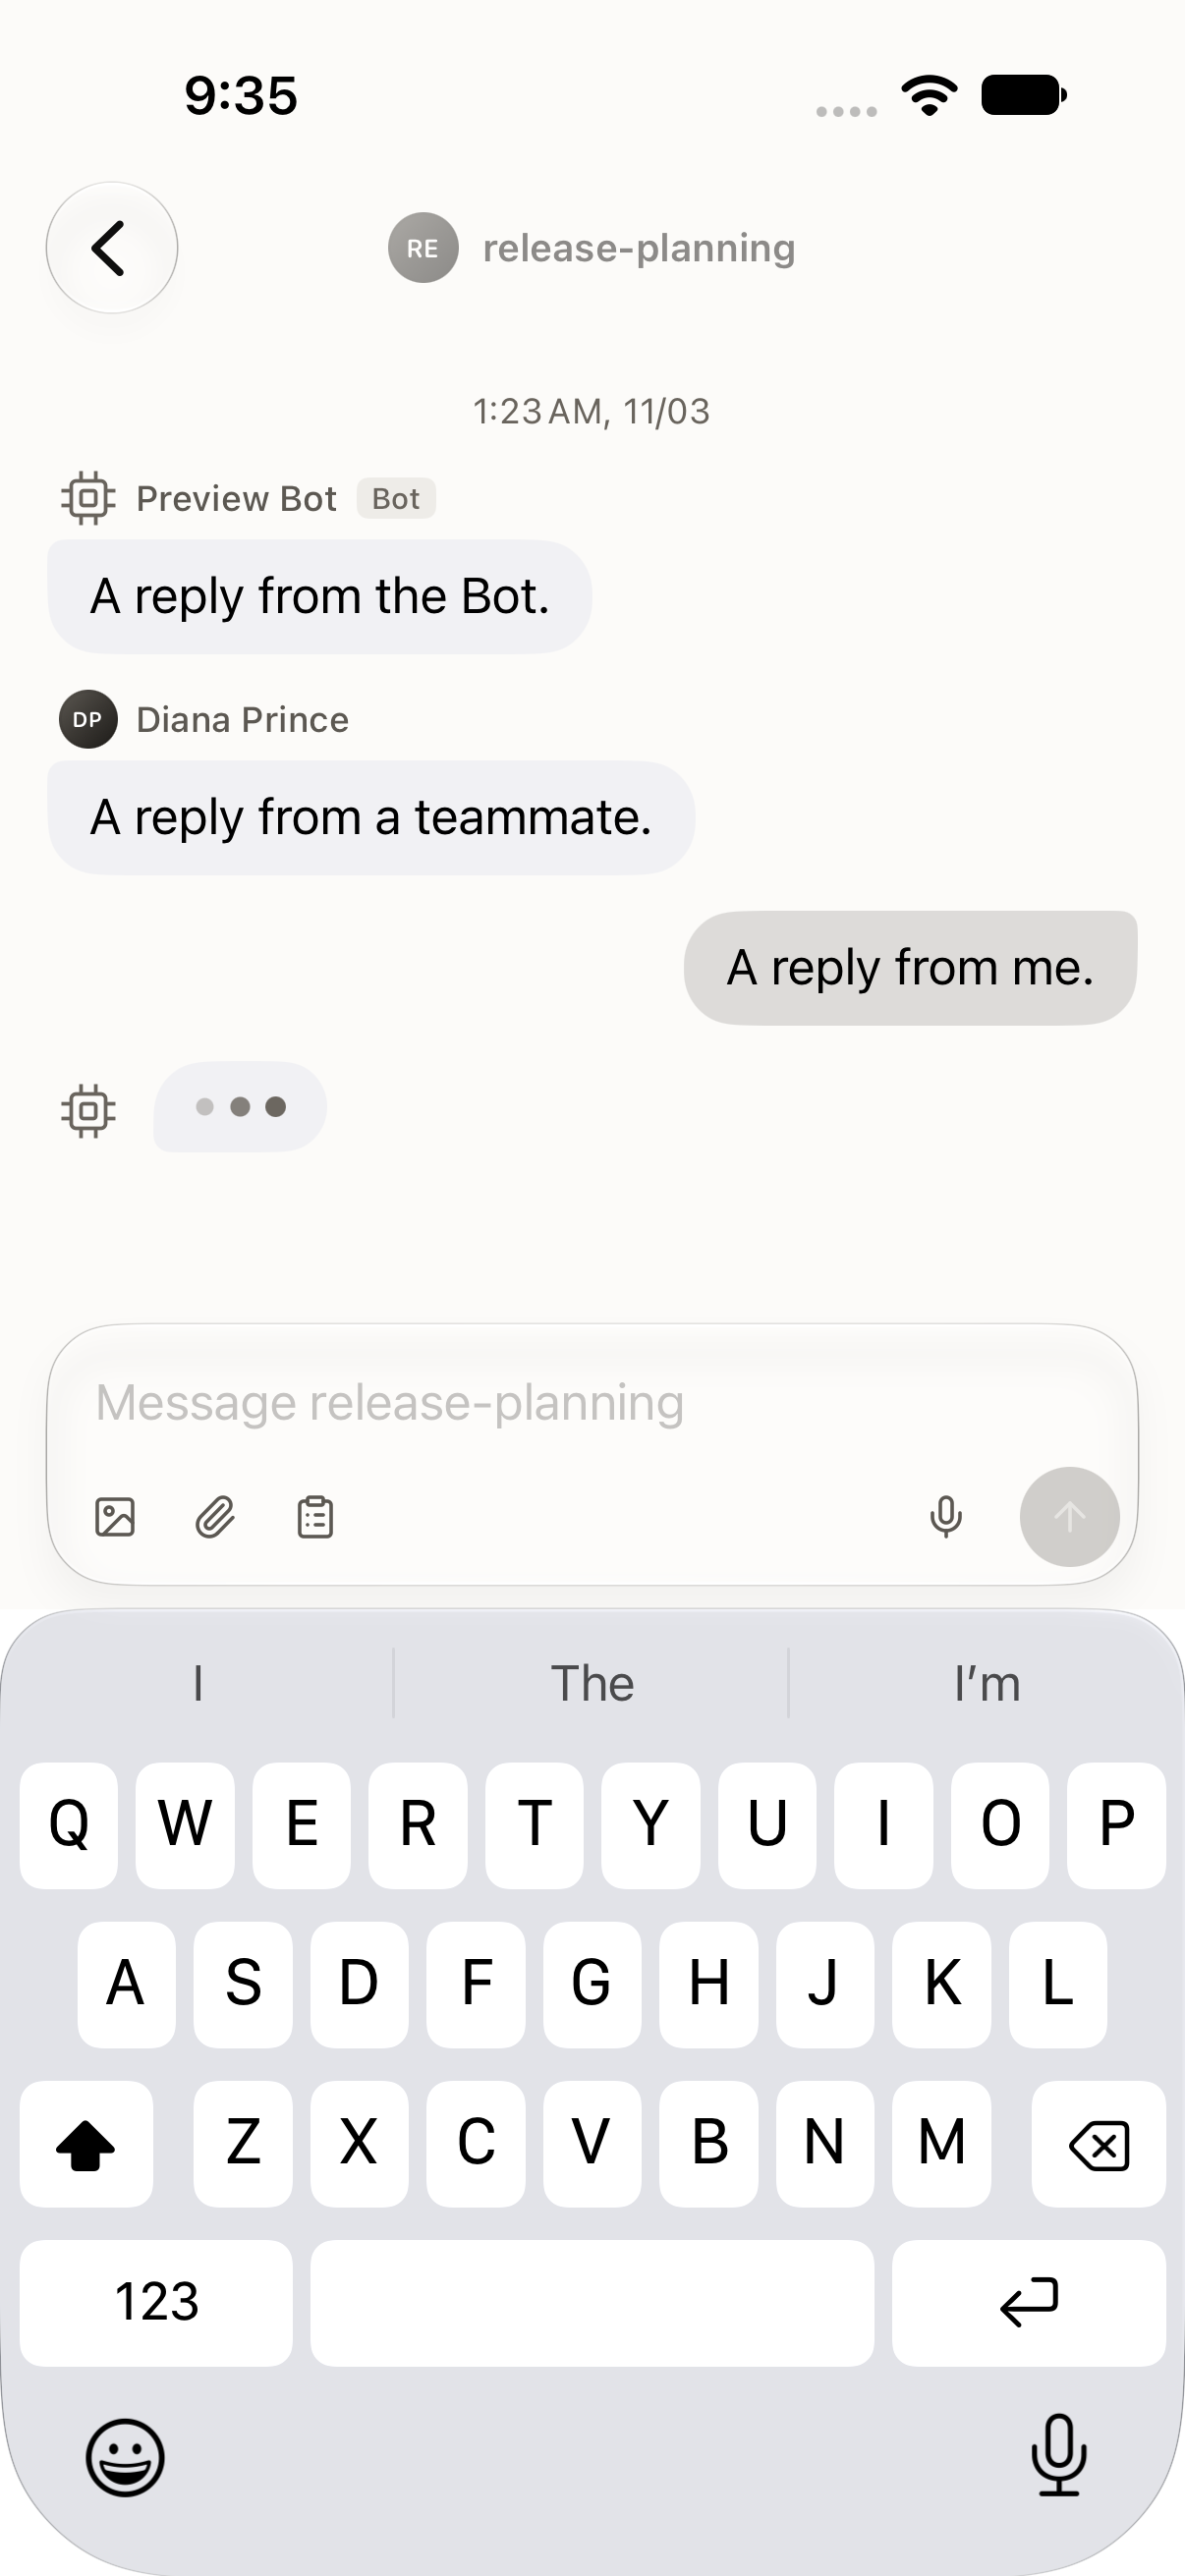 9:35
RE release-planning
1:23 AM, 11/03
Preview Bot Bot
A reply from the Bot.
DP Diana Prince
A reply from a teammate.
A reply from me.
Message release-planning
I The I’m
Q W E R T Y U I O P
A S D F G H J K L
Z X C V B N M
123